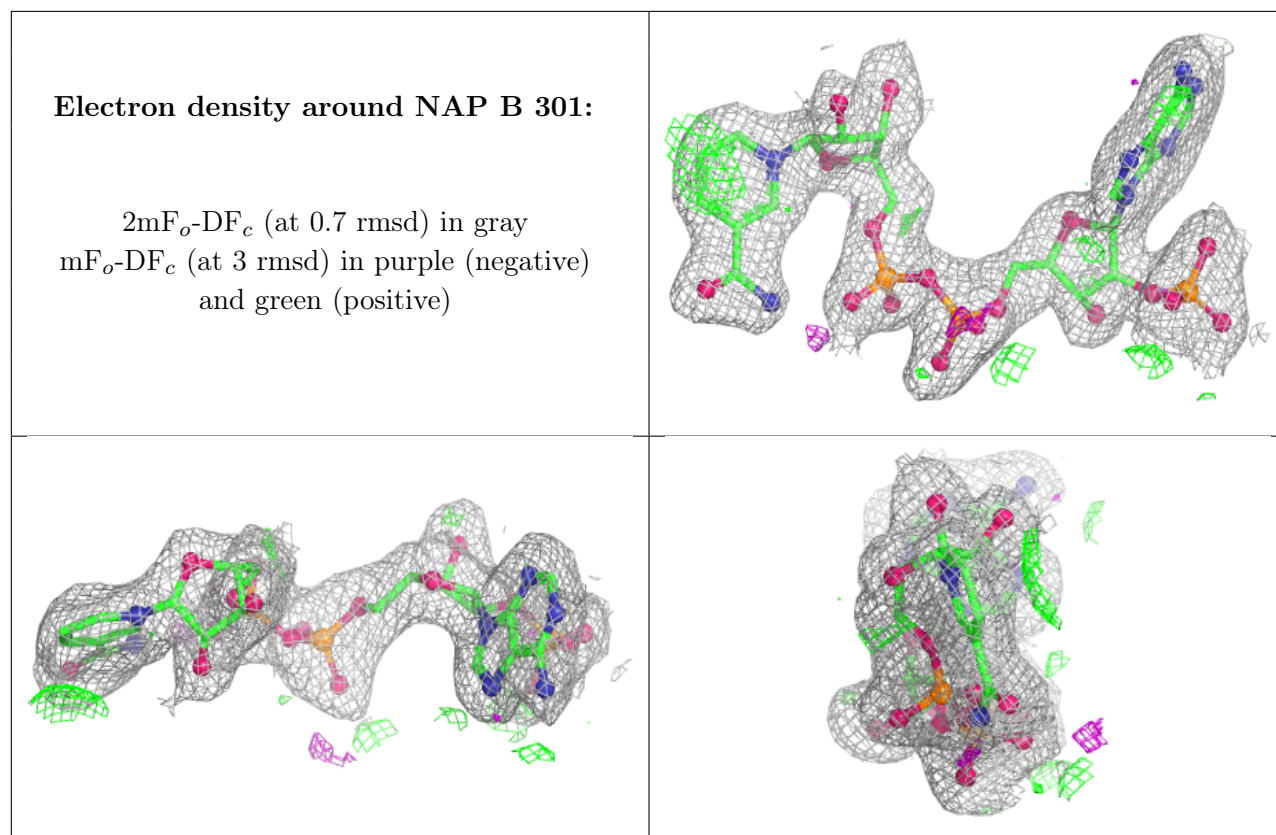 Electron density around NAP B 301:
2mFₒ-DF𝒸 (at 0.7 rmsd) in gray
mFₒ-DF𝒸 (at 3 rmsd) in purple (negative)
and green (positive)